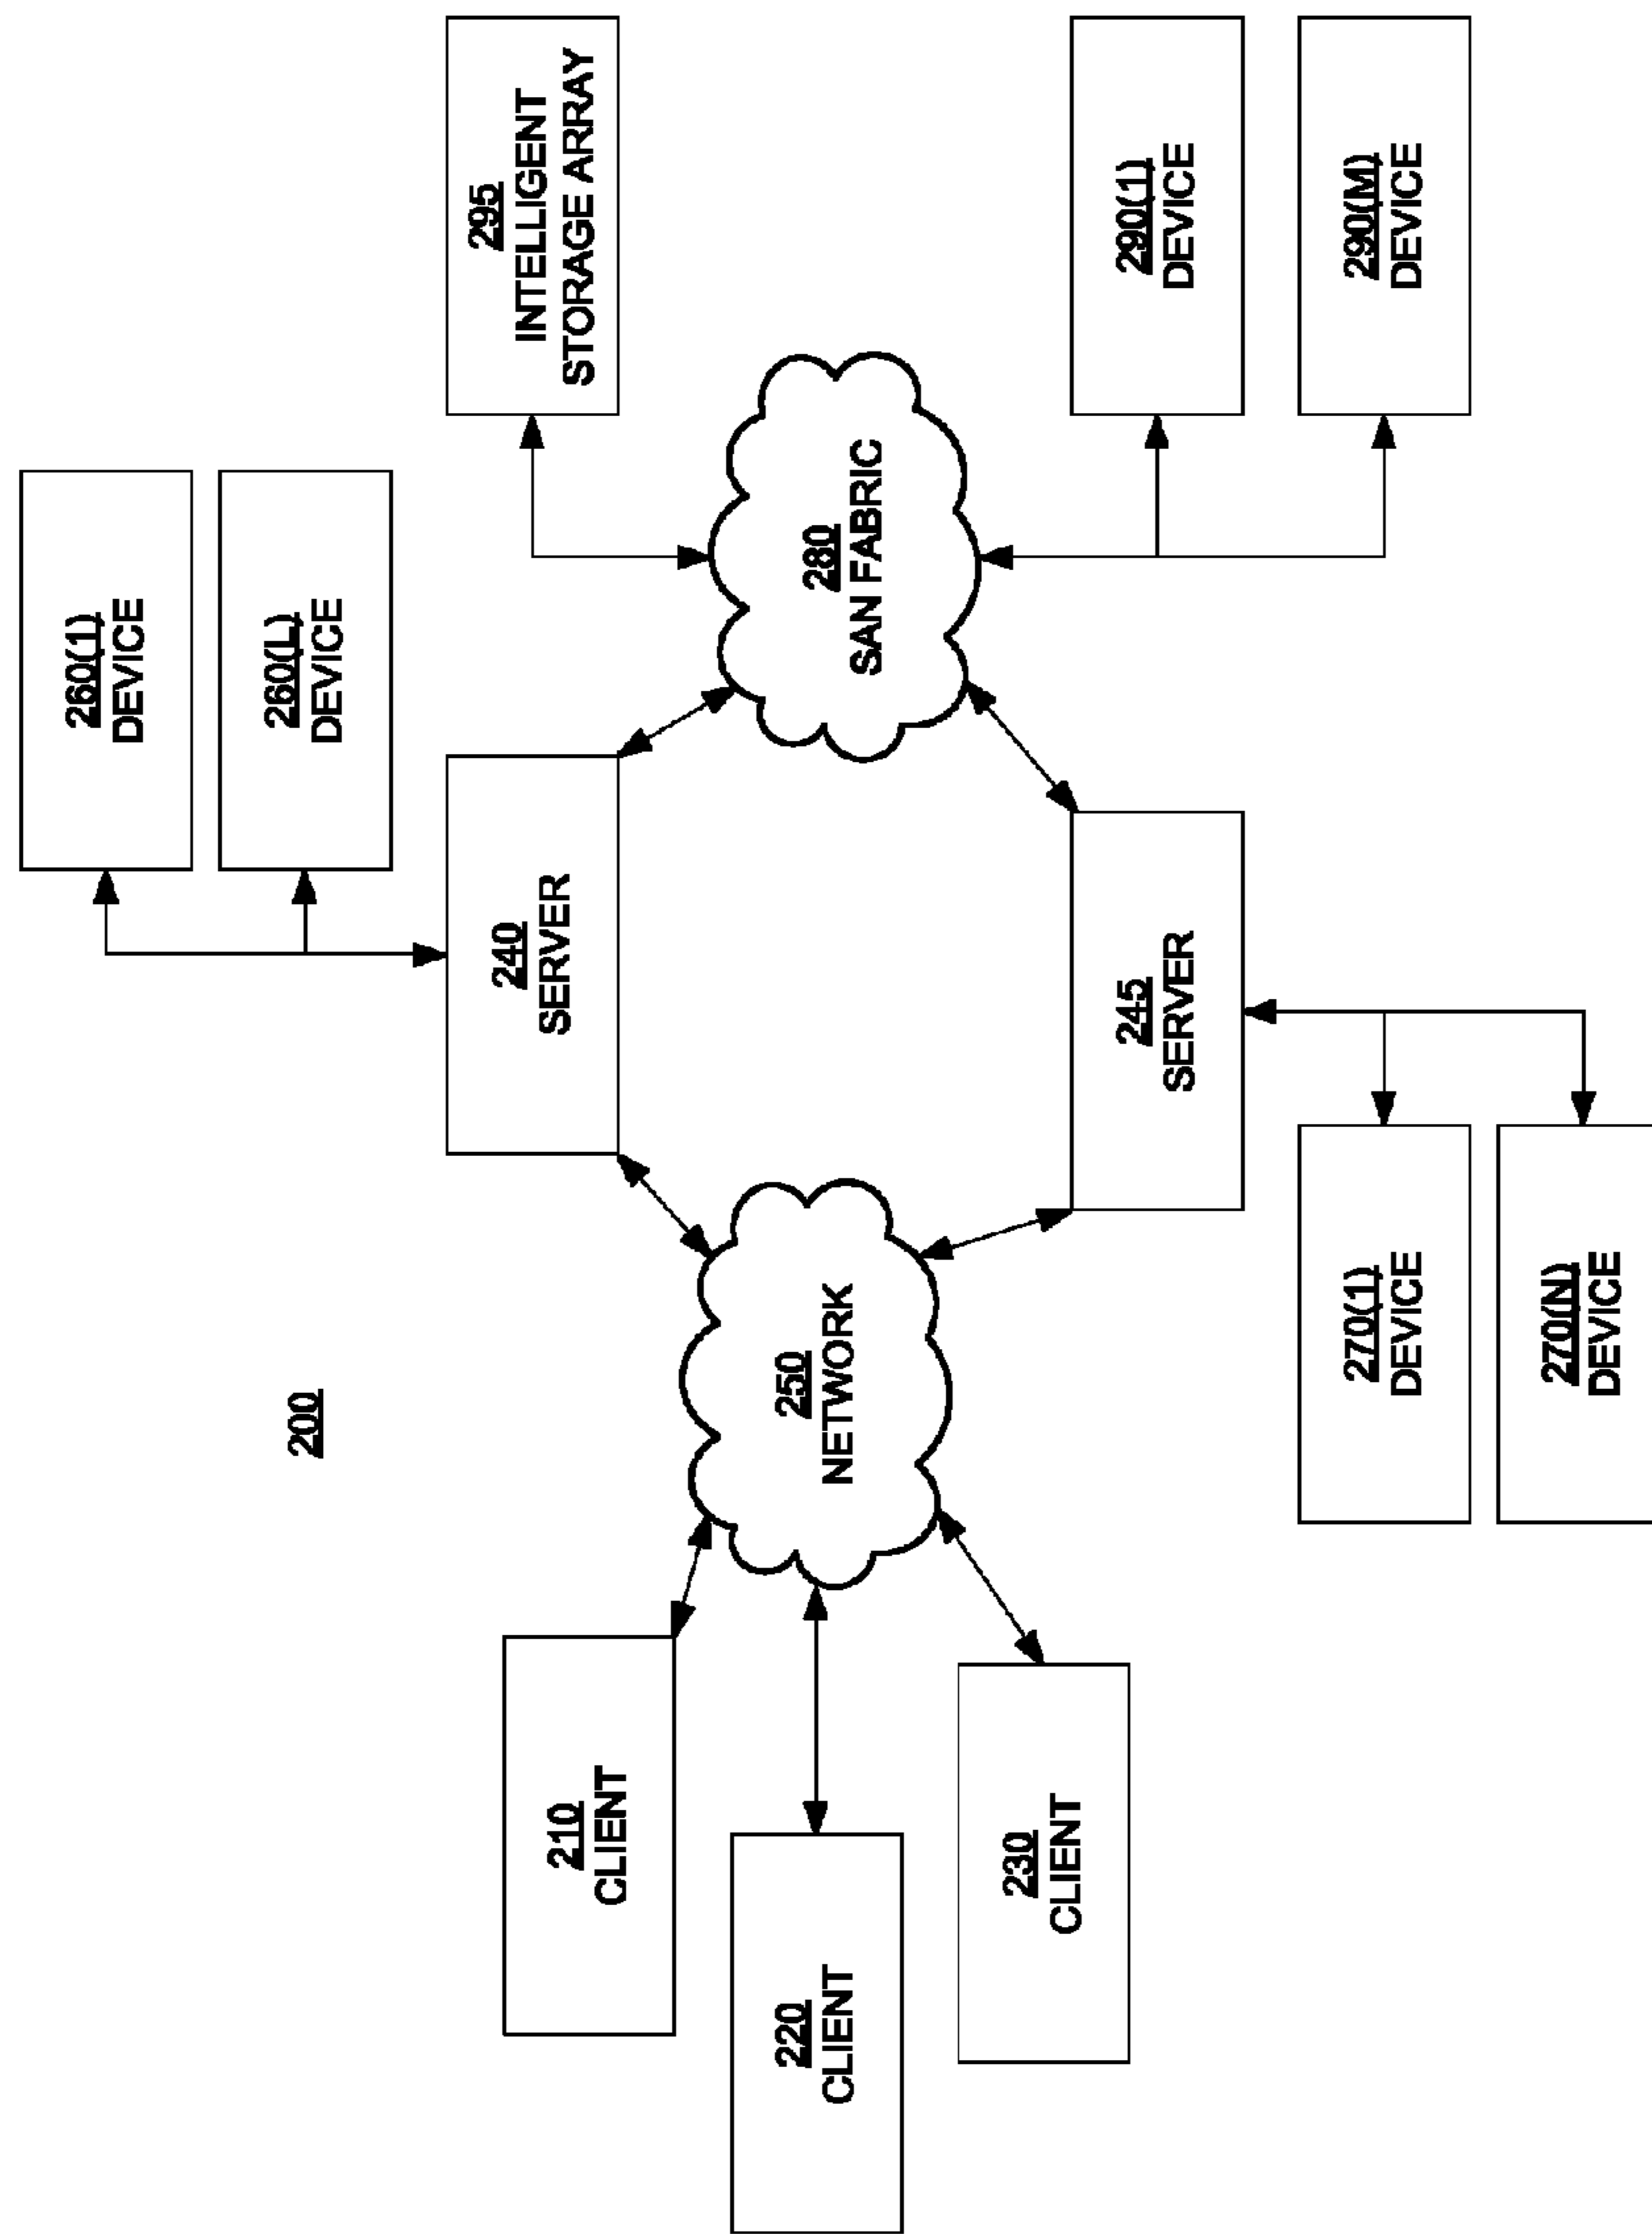 200
260(1)
DEVICE
260(L)
DEVICE
295
INTELLIGENT
STORAGE ARRAY
240
SERVER
210
CLIENT
220
CLIENT
250
NETWORK
280
SAN FABRIC
230
CLIENT
245
SERVER
290(1)
DEVICE
290(M)
DEVICE
270(1)
DEVICE
270(N)
DEVICE